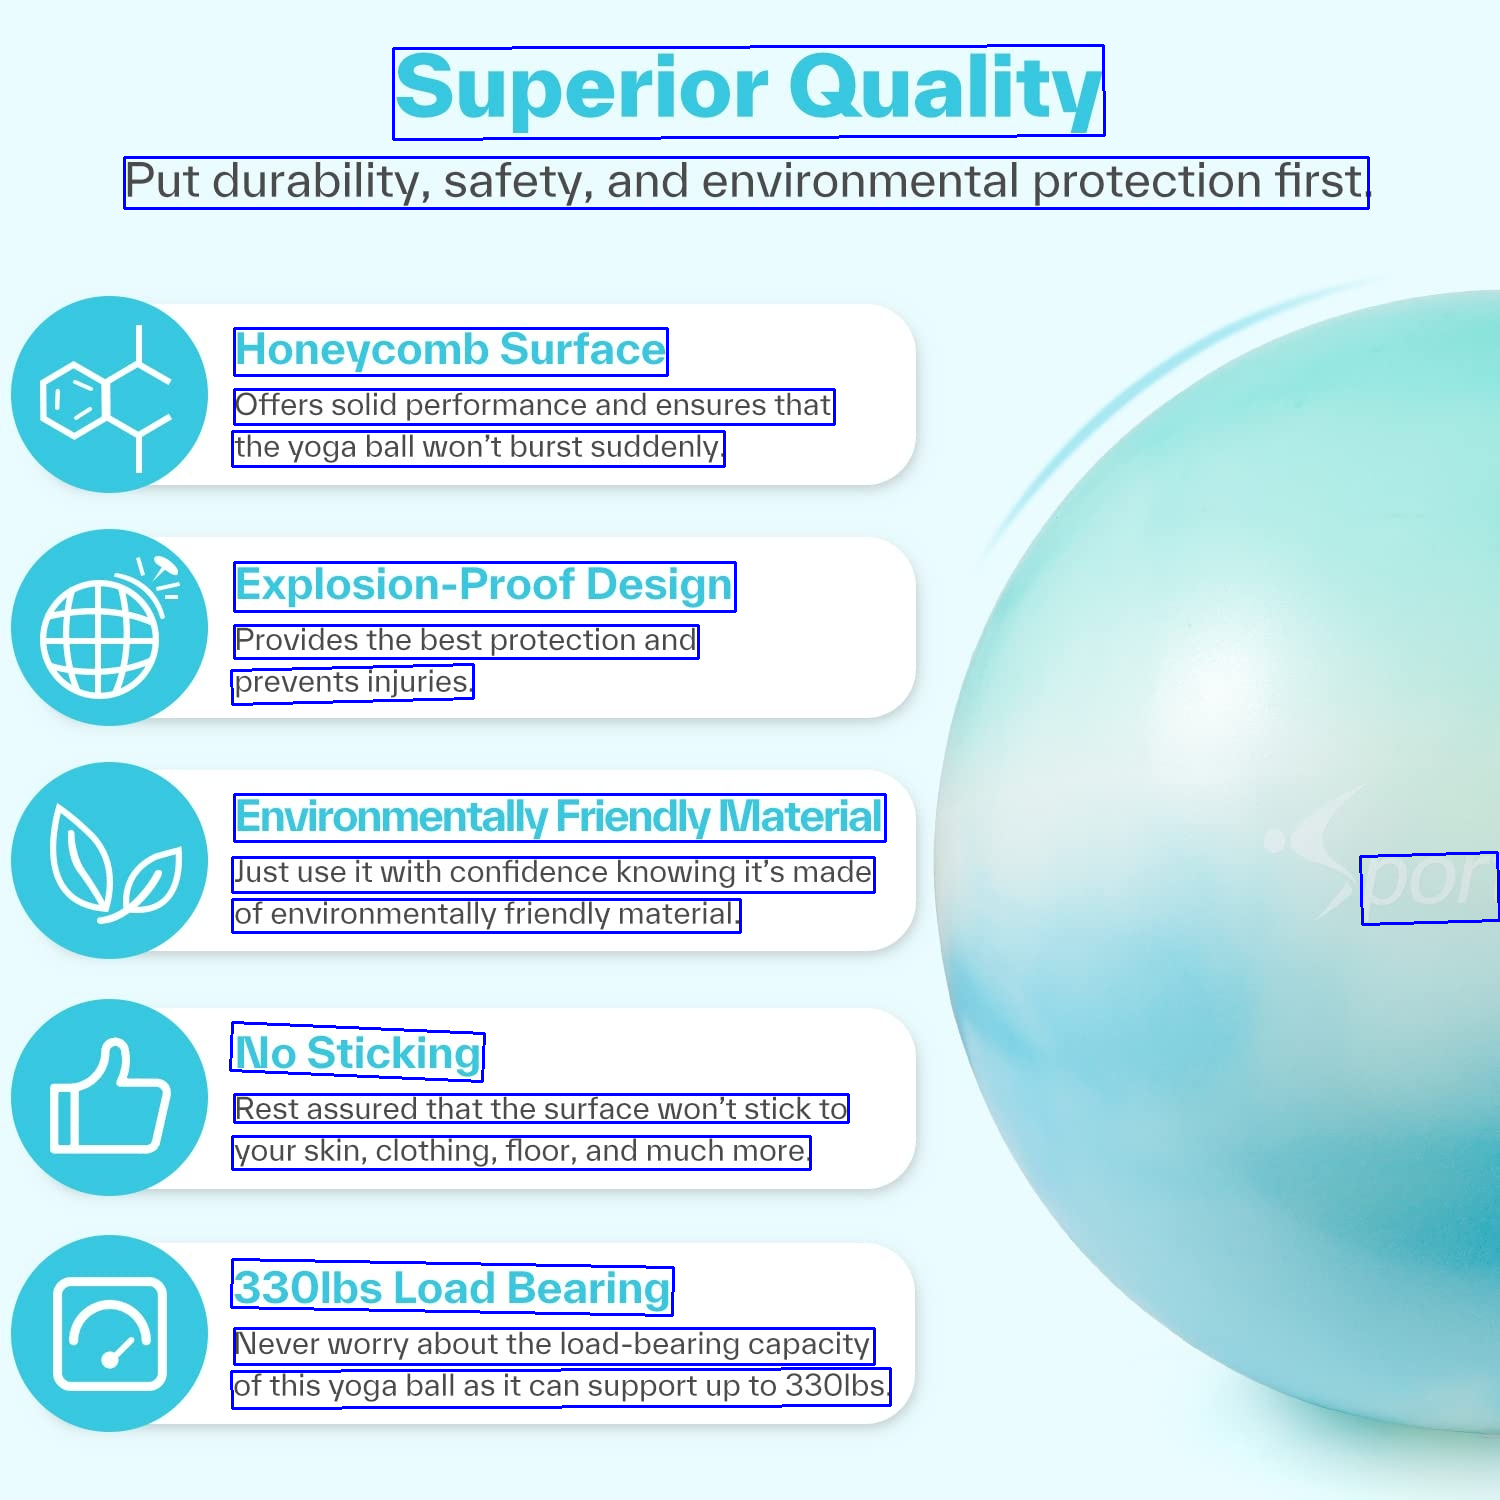 Superior Quality
Put durability, safety, and environmental protection first.
Honeycomb Surface
Offers solid performance and ensures that
the yoga ball won’t burst suddenly.
Explosion-Proof Design
Provides the best protection and
prevents injuries.
Environmentally Friendly Material
Just use it with confidence knowing it’s made
of environmentally friendly material.
Spor
No Sticking
Rest assured that the surface won’t stick to
your skin, clothing, floor, and much more.
330lbs Load Bearing
Never worry about the load-bearing capacity
of this yoga ball as it can support up to 330lbs.